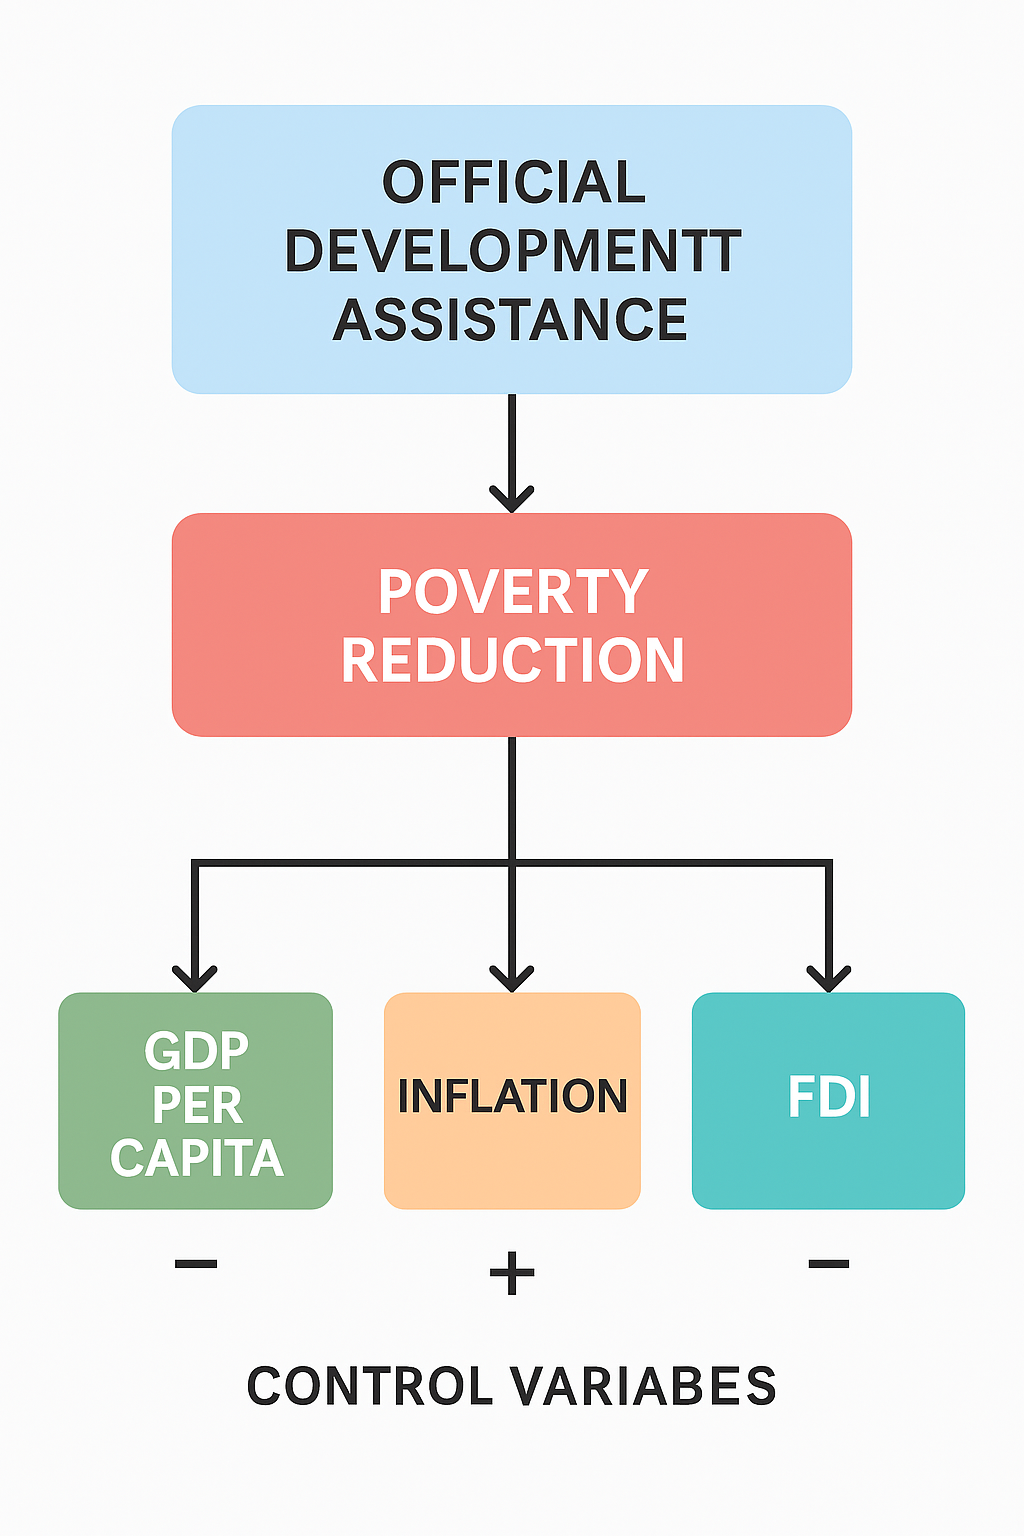 OFFICIAL
DEVELOPMENTT
ASSISTANCE
POVERTY
REDUCTION
GDP
PER
CAPITA
INFLATION
FDI
− + −
CONTROL VARIABES